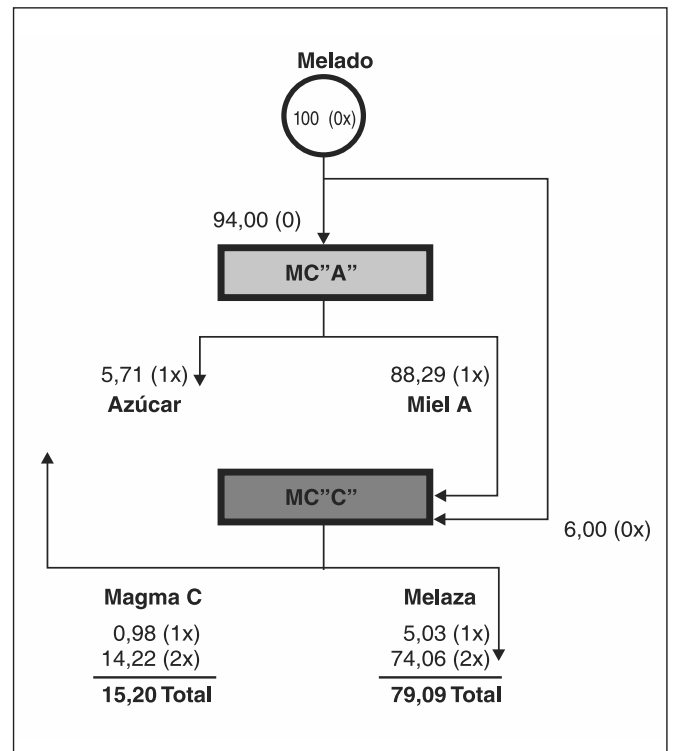 Melado
100 (0x)
94,00 (0)
MC"A"
5,71 (1x)
Azúcar
88,29 (1x)
Miel A
MC"C"
6,00 (0x)
Magma C
0,98 (1x)
14,22 (2x)
15,20 Total
Melaza
5,03 (1x)
74,06 (2x)
79,09 Total